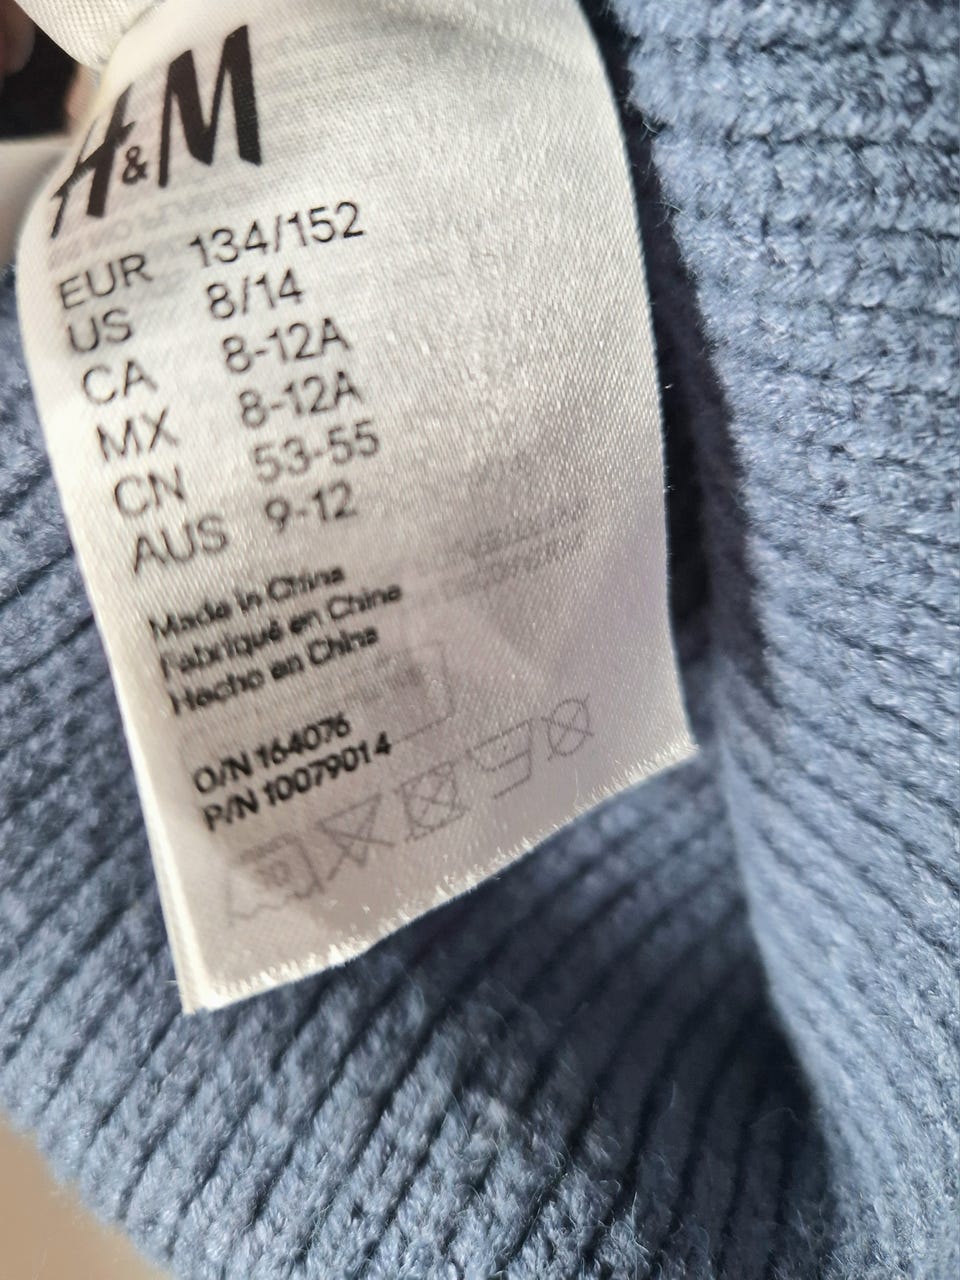 H&M
EUR 134/152
US 8/14
CA 8-12A
MX 8-12A
CN 53-55
AUS 9-12
Made in China
Fabriqué en Chine
Hecho en China
O/N 164076
P/N 10079014